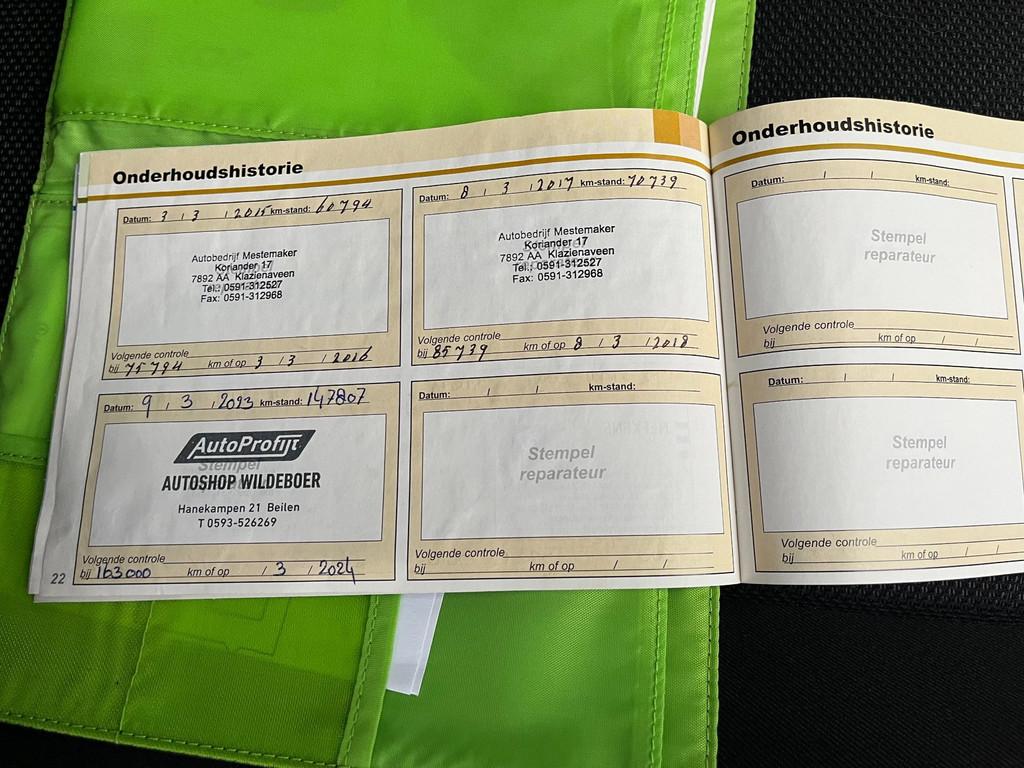 Onderhoudshistorie
Datum: 3 / 3 / 2015 km-stand: 60794
Autobedrijf Mestemaker
Koriander 17
7892 AA Klazienaveen
Tel.: 0591-312527
Fax: 0591-312968
Volgende controle
bij 75794 km of op 3 / 3 / 2016
Datum: 8 / 3 / 2017 km-stand: 70739
Autobedrijf Mestemaker
Koriander 17
7892 AA Klazienaveen
Tel.: 0591-312527
Fax: 0591-312968
Volgende controle
bij 85739 km of op 8 / 3 / 2018
Datum: 9 / 3 / 2023 km-stand: 147807
AutoProfijt
Stempel
AUTOSHOP WILDEBOER
Hanekampen 21 Beilen
T 0593-526269
Volgende controle
bij 163000 km of op / 3 / 2024
Datum: / / km-stand:
Stempel
reparateur
Volgende controle
bij km of op / /
22
Onderhoudshistorie
Datum: / / km-stand:
Stempel
reparateur
Volgende controle
bij km of op / /
Datum: / / km-stand:
Stempel
reparateur
Volgende controle
bij km of op / /